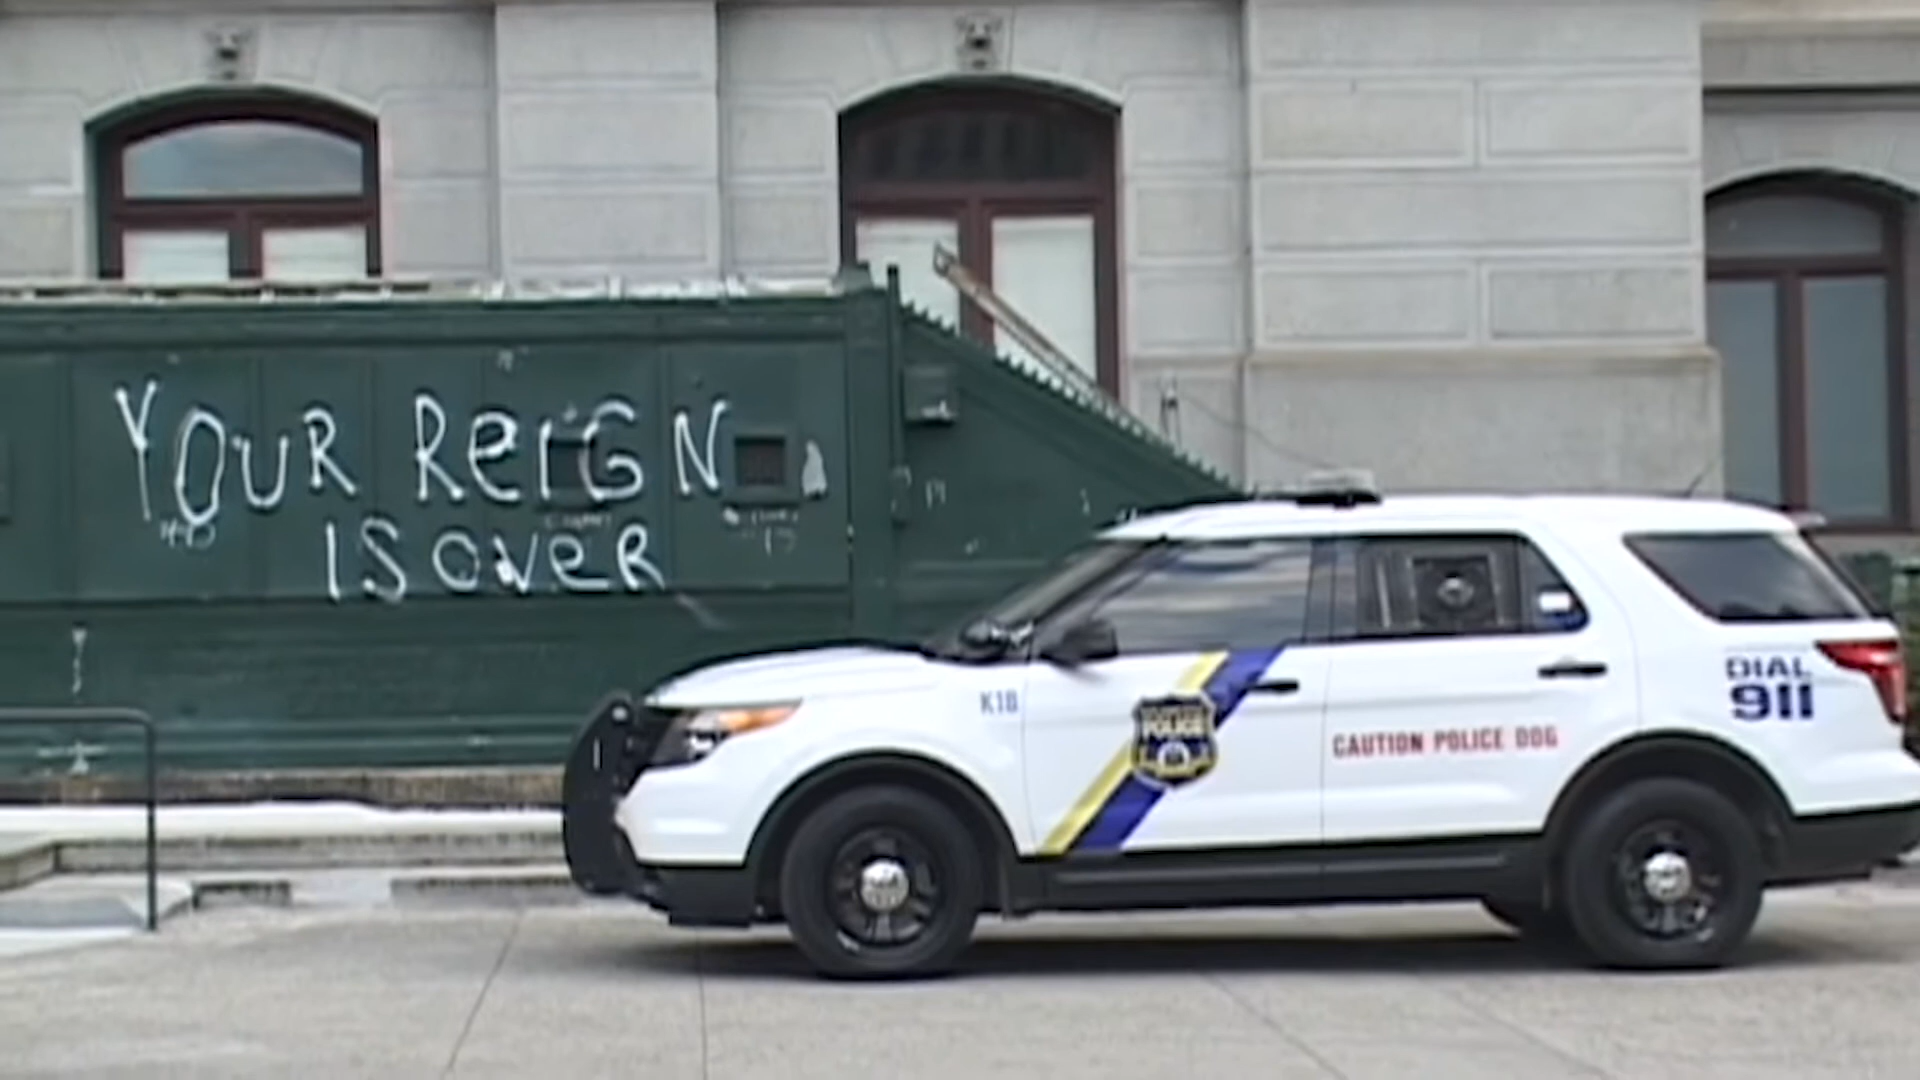 YOUR ReIGN
IS OVeR
K18
POLICE
CAUTION POLICE DOG
DIAL
911